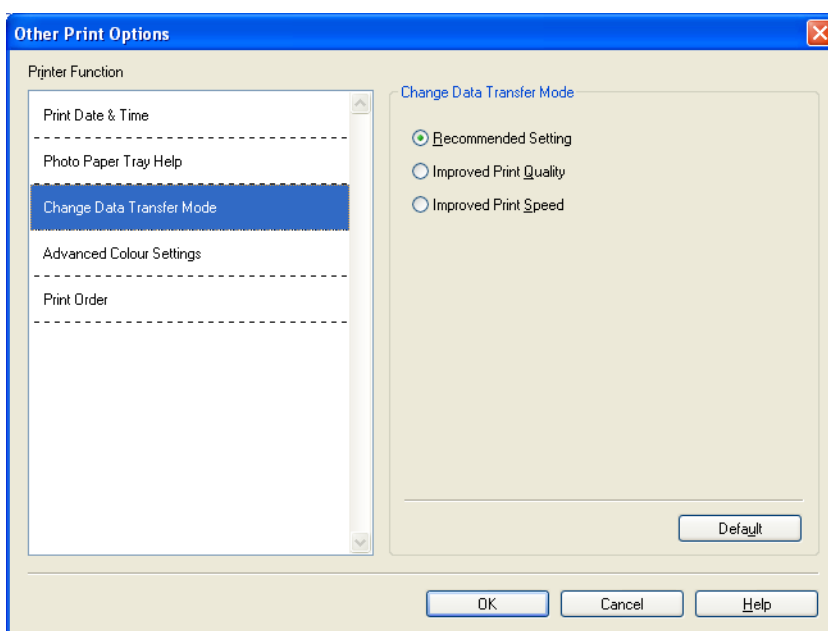 Other Print Options
Printer Function
Print Date & Time
Photo Paper Tray Help
Change Data Transfer Mode
Advanced Colour Settings
Print Order
Change Data Transfer Mode
Recommended Setting
Improved Print Quality
Improved Print Speed
Default
OK
Cancel
Help